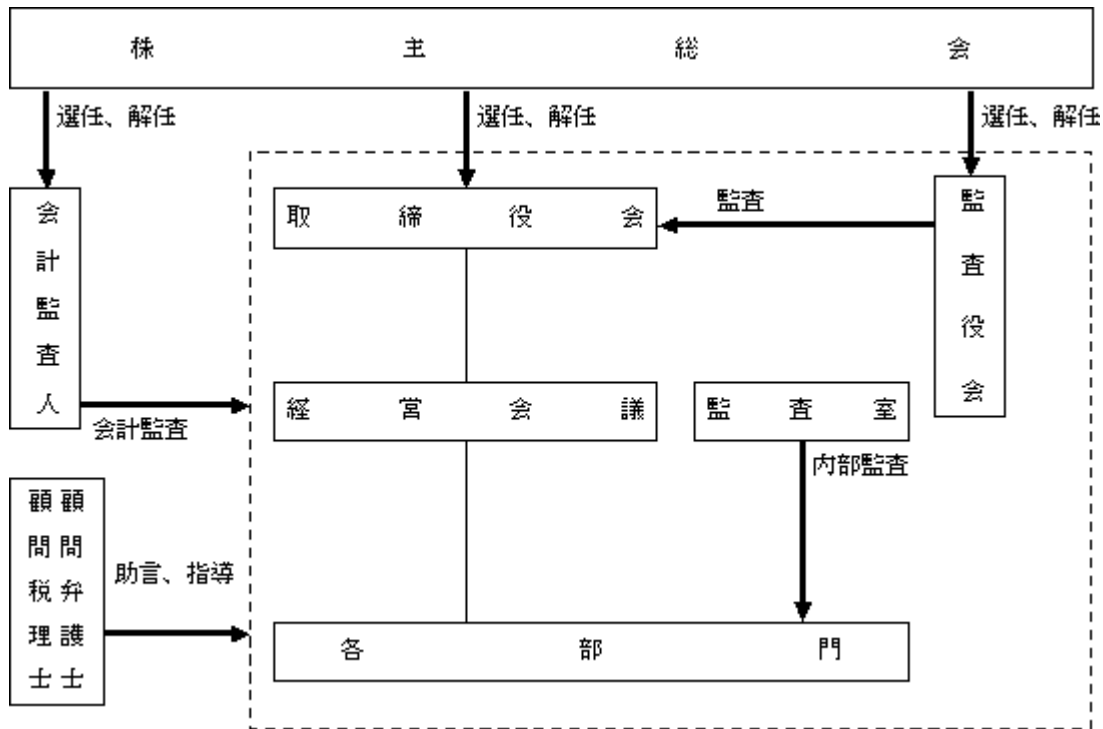 株主総会
選任、解任
選任、解任
選任、解任
会計監査人
取締役会
監査
監査役会
会計監査
経営会議
監査室
内部監査
顧問弁護士
顧問税理士
助言、指導
各部門